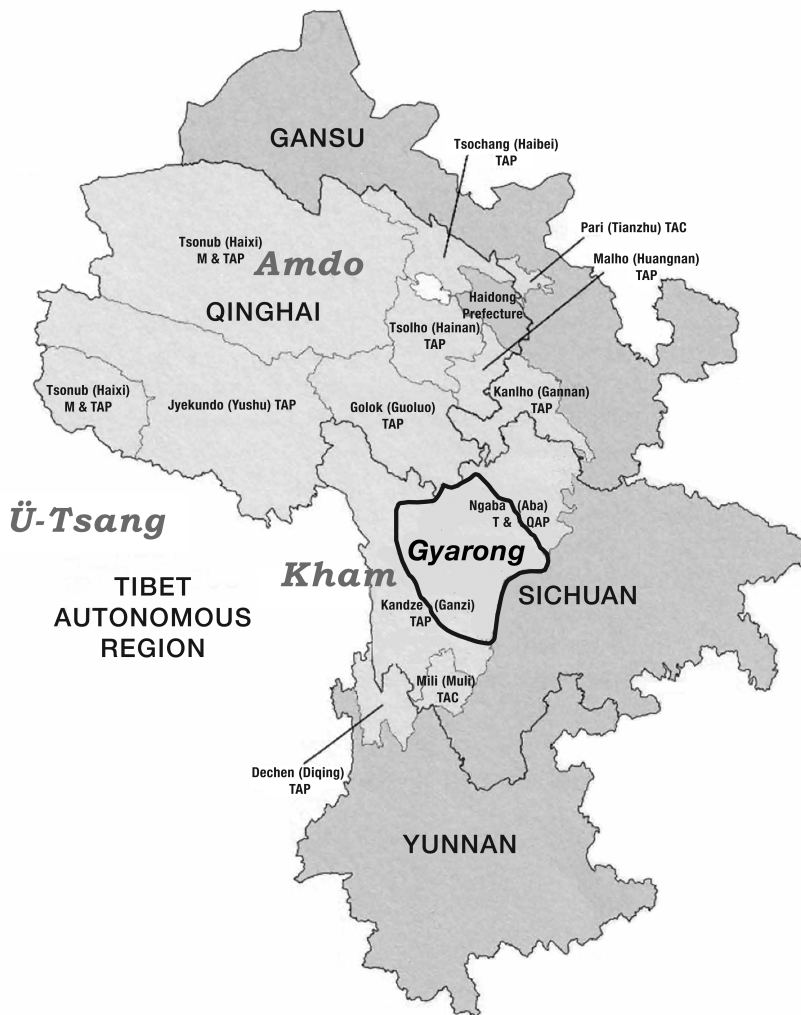 GANSU
Tsochang (Haibei)
TAP
Pari (Tianzhu) TAC
Malho (Huangnan)
TAP
Tsonub (Haixi)
M & TAP
Amdo
QINGHAI
Haidong-
Prefecture
Tsolho (Hainan)
TAP
Tsonub (Haixi)
M & TAP
Jyekundo (Yushu) TAP
Golok (Guoluo)
TAP
Kanlho (Gannan)
TAP
Ngaba (Aba)
T & QAP
Ü-Tsang
Gyarong
Kham
TIBET
AUTONOMOUS
REGION
Kandze (Ganzi)
TAP
SICHUAN
Mili (Muli)
TAC
Dechen (Diqing)
TAP
YUNNAN